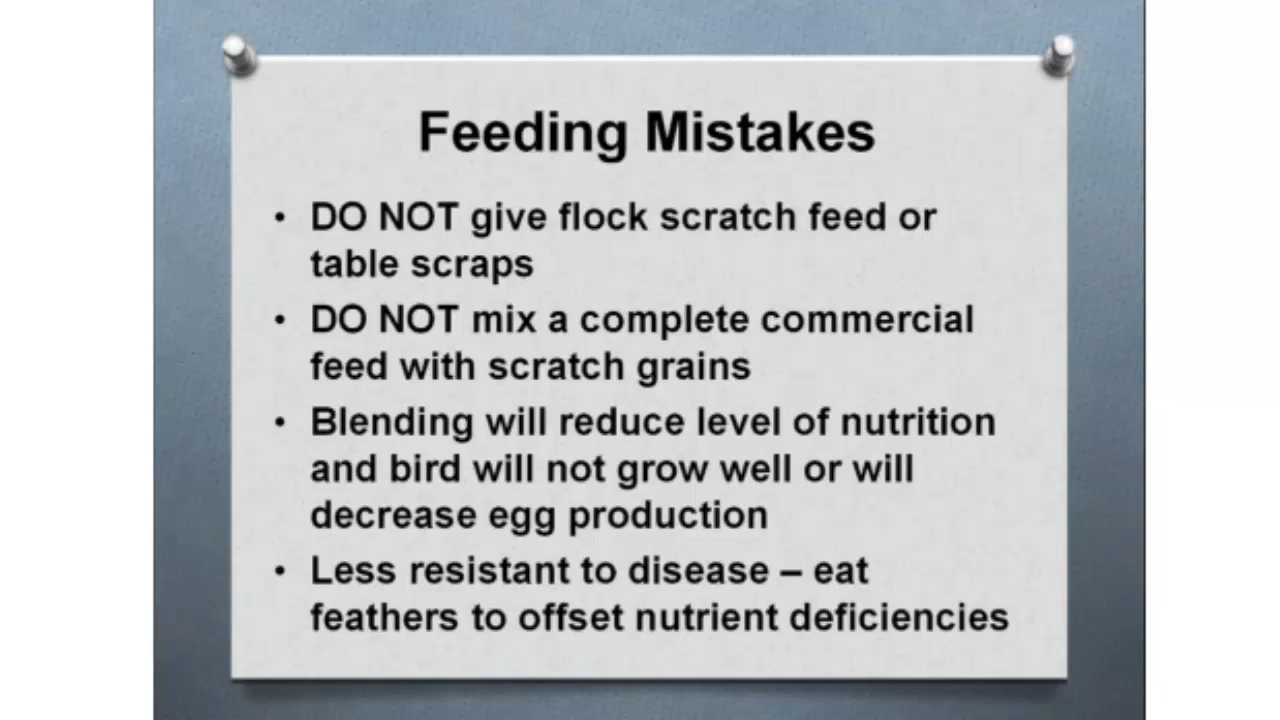 Feeding Mistakes
• DO NOT give flock scratch feed or
table scraps
• DO NOT mix a complete commercial
feed with scratch grains
• Blending will reduce level of nutrition
and bird will not grow well or will
decrease egg production
• Less resistant to disease – eat
feathers to offset nutrient deficiencies